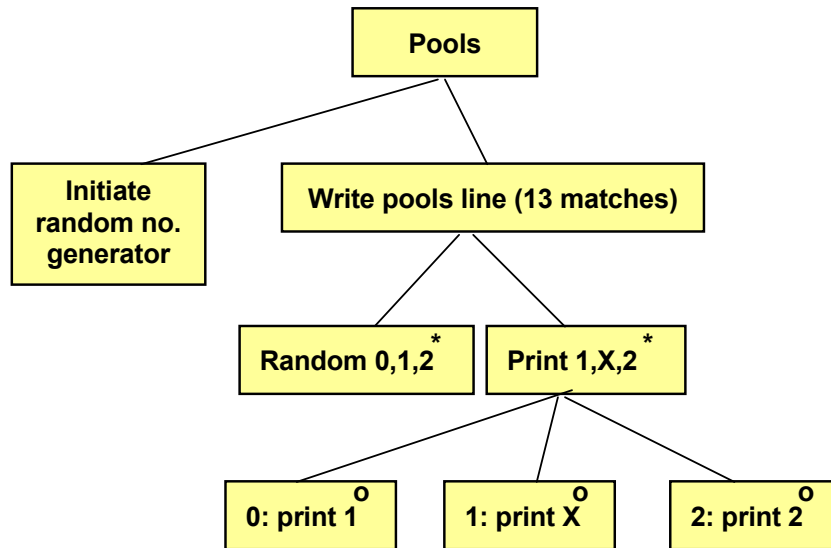 Pools
Initiate
random no.
generator
Write pools line (13 matches)
Random 0,1,2*
Print 1,X,2 *
0: print 1o
1: print Xo
2: print 2o